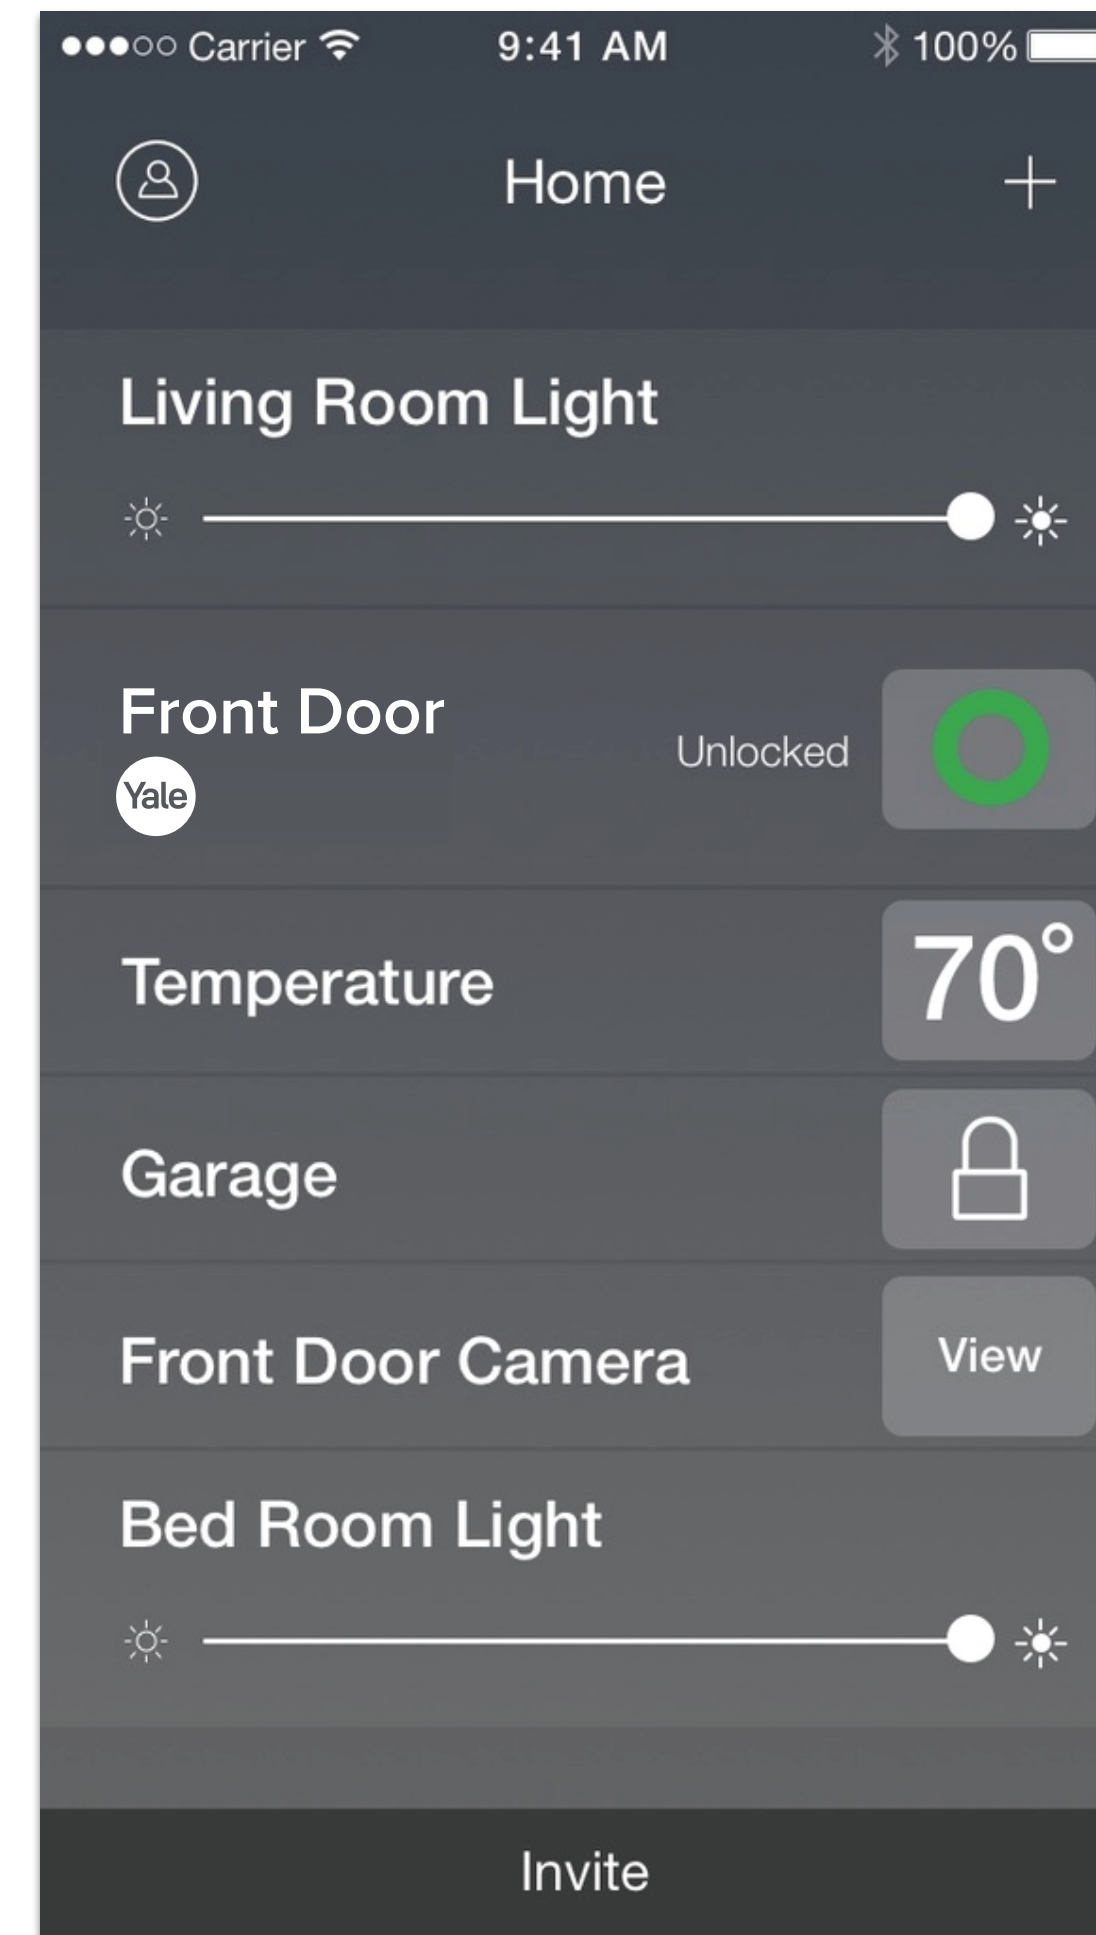 Carrier 9:41 AM 100%
Home
Living Room Light
Front Door
Unlocked
Yale
Temperature 70°
Garage
Front Door Camera View
Bed Room Light
Invite